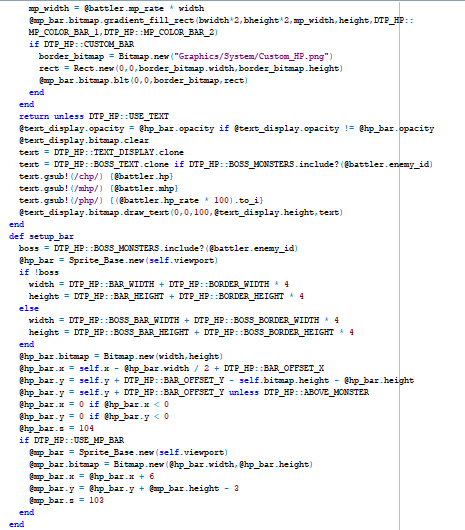 mp_width = @battler.mp_rate * width
@mp_bar.bitmap.gradient_fill_rect(bwidth*2,bheight*2,mp_width,height,DTP_HP::
MP_COLOR_BAR_1,DTP_HP::MP_COLOR_BAR_2)
if DTP_HP::CUSTOM_BAR
border_bitmap = Bitmap.new("Graphics/System/Custom_HP.png")
rect = Rect.new(0,0,border_bitmap.width,border_bitmap.height)
@mp_bar.bitmap.blt(0,0,border_bitmap,rect)
end
end
return unless DTP_HP::USE_TEXT
@text_display.opacity = @hp_bar.opacity if @text_display.opacity != @hp_bar.opacity
@text_display.bitmap.clear
text = DTP_HP::TEXT_DISPLAY.clone
text = DTP_HP::BOSS_TEXT.clone if DTP_HP::BOSS_MONSTERS.include?(@battler.enemy_id)
text.gsub!(/chp/) {@battler.hp}
text.gsub!(/mhp/) {@battler.mhp}
text.gsub!(/php/) {(@battler.hp_rate * 100).to_i}
@text_display.bitmap.draw_text(0,0,100,@text_display.height,text)
end
def setup_bar
boss = DTP_HP::BOSS_MONSTERS.include?(@battler.enemy_id)
@hp_bar = Sprite_Base.new(self.viewport)
if !boss
width = DTP_HP::BAR_WIDTH + DTP_HP::BORDER_WIDTH * 4
height = DTP_HP::BAR_HEIGHT + DTP_HP::BORDER_HEIGHT * 4
else
width = DTP_HP::BOSS_BAR_WIDTH + DTP_HP::BOSS_BORDER_WIDTH * 4
height = DTP_HP::BOSS_BAR_HEIGHT + DTP_HP::BOSS_BORDER_HEIGHT * 4
end
@hp_bar.bitmap = Bitmap.new(width,height)
@hp_bar.x = self.x - @hp_bar.width / 2 + DTP_HP::BAR_OFFSET_X
@hp_bar.y = self.y + DTP_HP::BAR_OFFSET_Y - self.bitmap.height - @hp_bar.height
@hp_bar.y = self.y + DTP_HP::BAR_OFFSET_Y unless DTP_HP::ABOVE_MONSTER
@hp_bar.x = 0 if @hp_bar.x < 0
@hp_bar.y = 0 if @hp_bar.y < 0
@hp_bar.z = 104
if DTP_HP::USE_MP_BAR
@mp_bar = Sprite_Base.new(self.viewport)
@mp_bar.bitmap = Bitmap.new(@hp_bar.width,@hp_bar.height)
@mp_bar.x = @hp_bar.x + 6
@mp_bar.y = @hp_bar.y + @mp_bar.height - 3
@mp_bar.z = 103
end
end